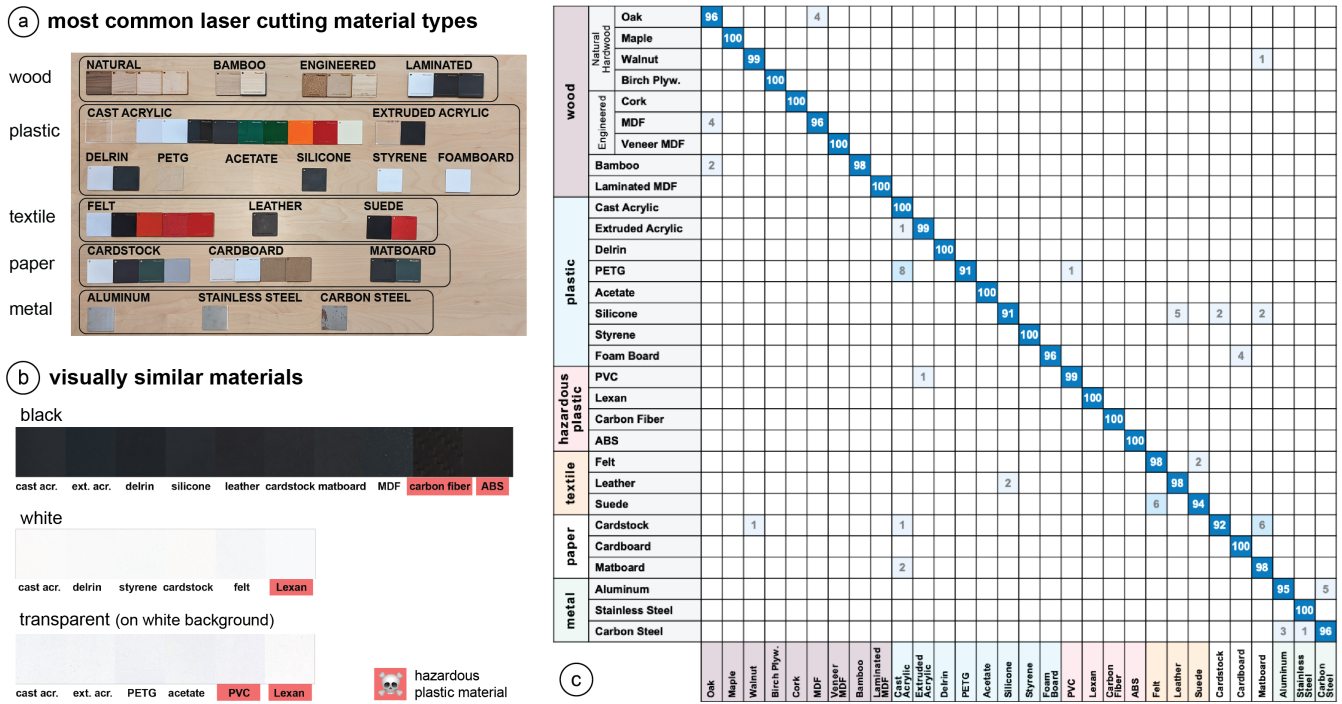 a most common laser cutting material types
wood
NATURAL BAMBOO ENGINEERED LAMINATED
plastic
CAST ACRYLIC EXTRUDED ACRYLIC
DELRIN PETG ACETATE SILICONE STYRENE FOAMBOARD
textile
FELT LEATHER SUEDE
paper
CARDSTOCK CARDBOARD MATBOARD
metal
ALUMINUM STAINLESS STEEL CARBON STEEL
b visually similar materials
black
cast acr. ext. acr. delrin silicone leather cardstock matboard MDF carbon fiber ABS
white
cast acr. delrin styrene cardstock felt Lexan
transparent (on white background)
cast acr. ext. acr. PETG acetate PVC Lexan
hazardous
plastic material
wood
Natural
Hardwood
Oak 96 4
Maple 100
Walnut 99 1
Birch Plyw. 100
Engineered
Cork 100
MDF 4 96
Veneer MDF 100
Bamboo 2 98
Laminated MDF 100
plastic
Cast Acrylic 100
Extruded Acrylic 1 99
Delrin 100
PETG 8 91 1
Acetate 100
Silicone 91 5 2 2
Styrene 100
Foam Board 96 4
hazardous
plastic
PVC 1 99
Lexan 100
Carbon Fiber 100
ABS 100
textile
Felt 98 2
Leather 2 98
Suede 6 94
paper
Cardstock 1 1 92 6
Cardboard 100
Matboard 2 98
metal
Aluminum 95 5
Stainless Steel 100
Carbon Steel 3 1 96
c
Oak
Maple
Walnut
Birch Plyw.
Cork
MDF
Veneer
MDF
Bamboo
Laminated
MDF
Cast
Acrylic
Extruded
Acrylic
Delrin
PETG
Acetate
Silicone
Styrene
Foam
Board
PVC
Lexan
Carbon
Fiber
ABS
Felt
Leather
Suede
Cardstock
Cardboard
Matboard
Aluminum
Stainless
Steel
Carbon
Steel